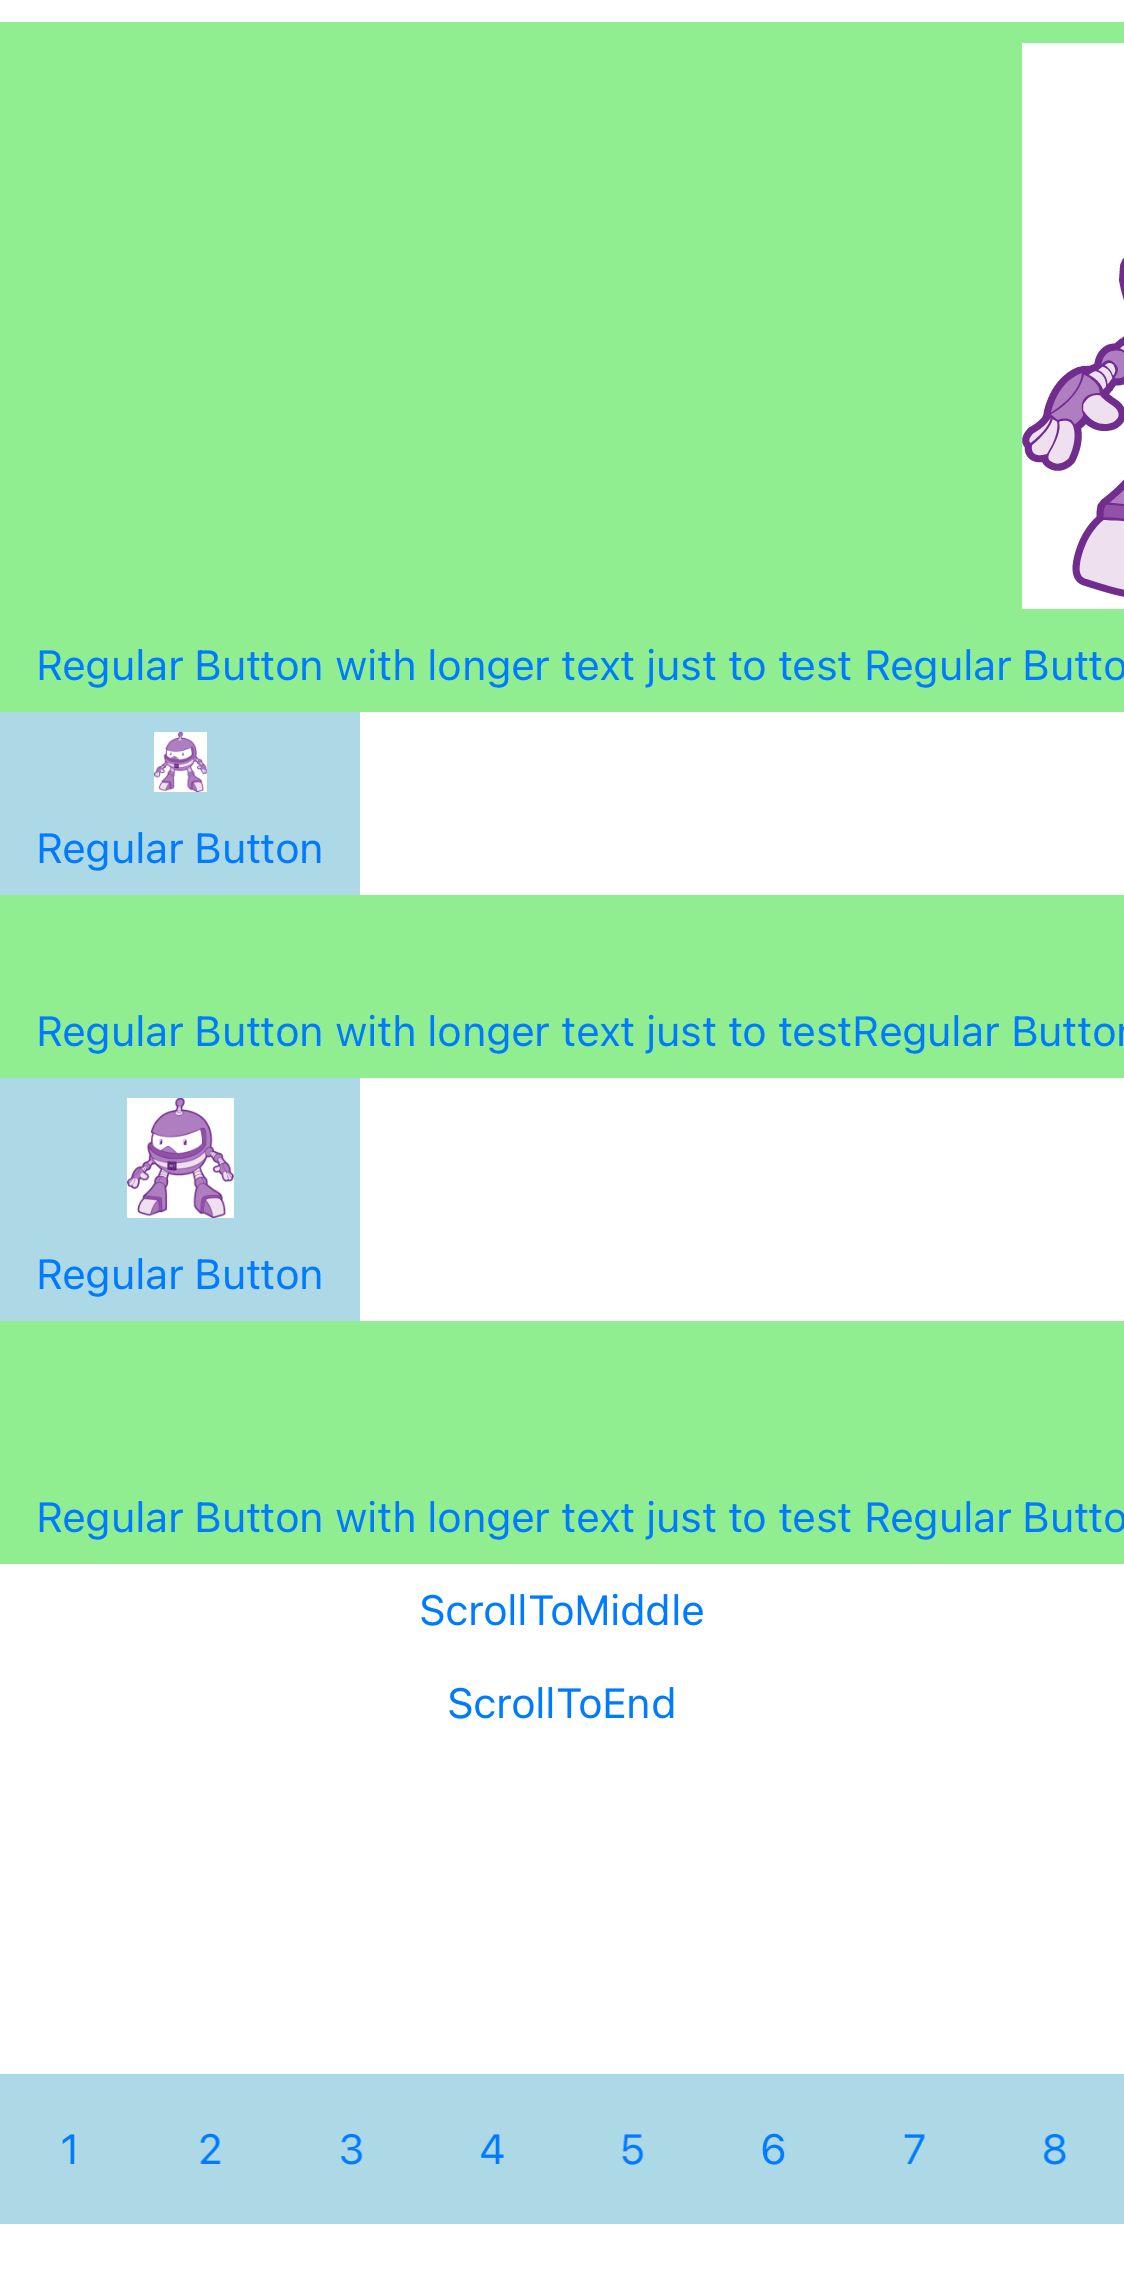 Regular Button with longer text just to test Regular Butto
Regular Button
Regular Button with longer text just to testRegular Button
Regular Button
Regular Button with longer text just to test Regular Butto
ScrollToMiddle
ScrollToEnd
1 2 3 4 5 6 7 8